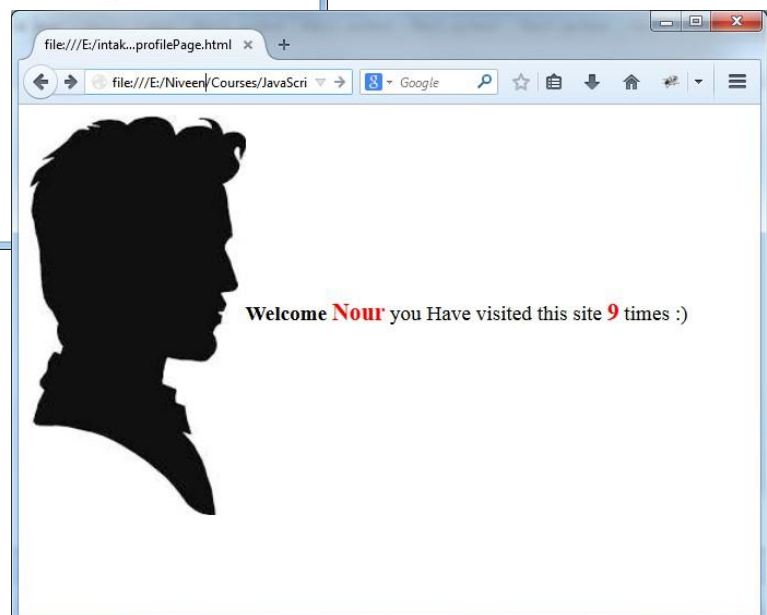 file:///E:/intak...profilePage.html
file:///E:/Niveen/Courses/JavaScri
Google
Welcome Nour you Have visited this site 9 times :)